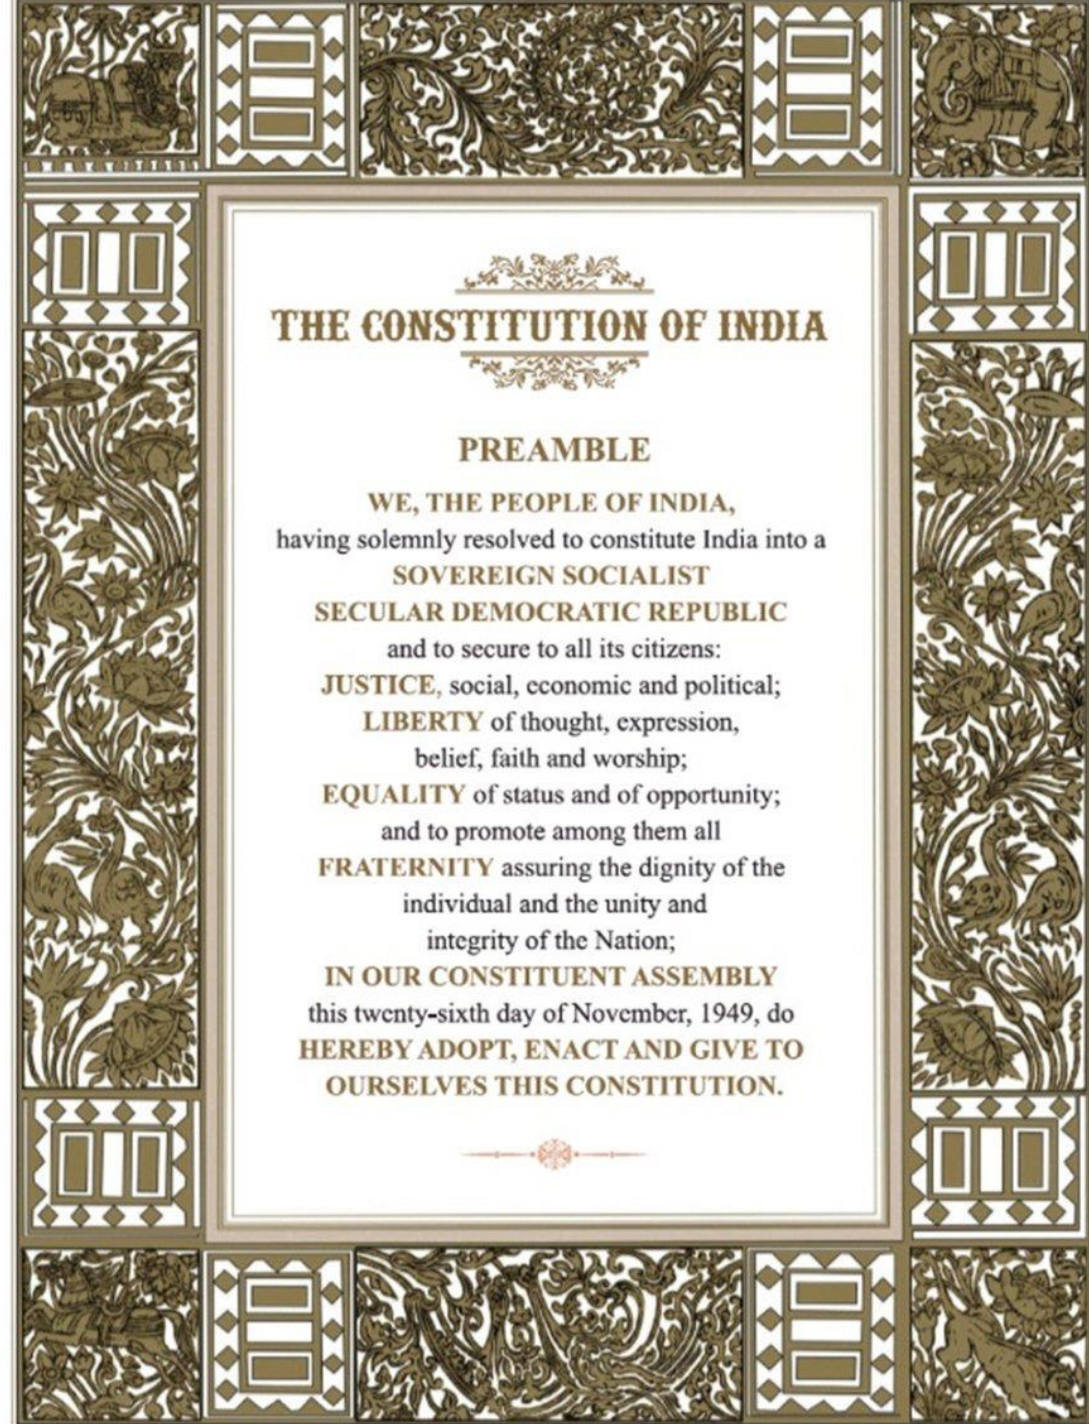 THE CONSTITUTION OF INDIA
PREAMBLE
WE, THE PEOPLE OF INDIA,
having solemnly resolved to constitute India into a
SOVEREIGN SOCIALIST
SECULAR DEMOCRATIC REPUBLIC
and to secure to all its citizens:
JUSTICE, social, economic and political;
LIBERTY of thought, expression,
belief, faith and worship;
EQUALITY of status and of opportunity;
and to promote among them all
FRATERNITY assuring the dignity of the
individual and the unity and
integrity of the Nation;
IN OUR CONSTITUENT ASSEMBLY
this twenty-sixth day of November, 1949, do
HEREBY ADOPT, ENACT AND GIVE TO
OURSELVES THIS CONSTITUTION.